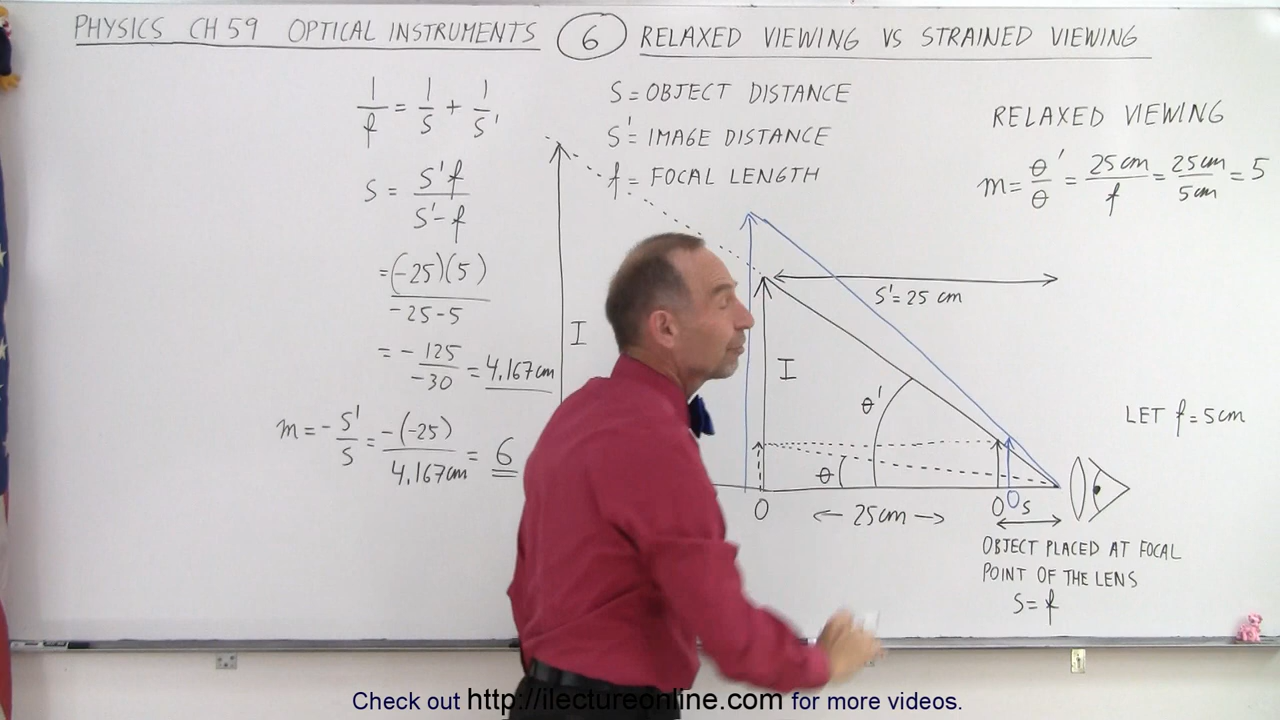 PHYSICS CH 59 OPTICAL INSTRUMENTS 6 RELAXED VIEWING VS STRAINED VIEWING
1/f = 1/S + 1/S'
S = S'f / S'-f
= (-25)(5) / -25-5
= -125/-30 = 4.167cm
m = -S'/S = -(-25) / 4.167cm = 6
S = OBJECT DISTANCE
S' = IMAGE DISTANCE
f = FOCAL LENGTH
RELAXED VIEWING
m = θ'/θ = 25cm/f = 25cm/5cm = 5
S' = 25 cm
I
I
θ'
θ
LET f = 5cm
O
← 25cm →
O
O
S
OBJECT PLACED AT FOCAL
POINT OF THE LENS
S = f
Check out http://ilectureonline.com for more videos.